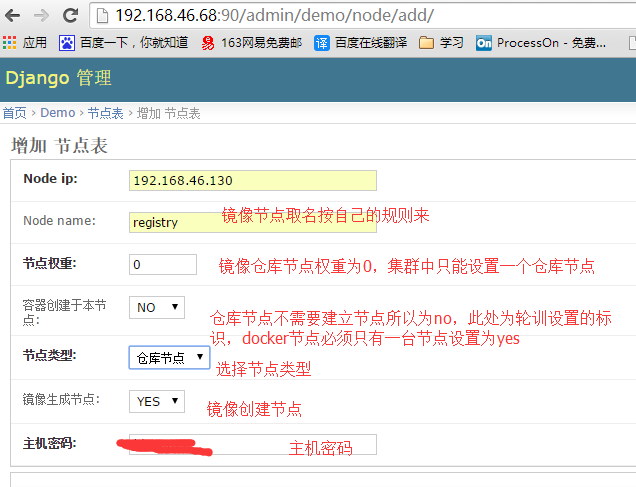 192.168.46.68:90/admin/demo/node/add/
应用 百度一下，你就知道 163网易免费邮 译 百度在线翻译 学习 On ProcessOn - 免费...
Django 管理
首页 › Demo › 节点表 › 增加 节点表
增加 节点表
Node ip: 192.168.46.130
Node name: registry 镜像节点取名按自己的规则来
节点权重: 0 镜像仓库节点权重为0，集群中只能设置一个仓库节点
容器创建于本节
点: NO
仓库节点不需要建立节点所以为no，此处为轮训设置的标
识，docker节点必须只有一台节点设置为yes
节点类型: 仓库节点 选择节点类型
镜像生成节点: YES 镜像创建节点
主机密码: 主机密码